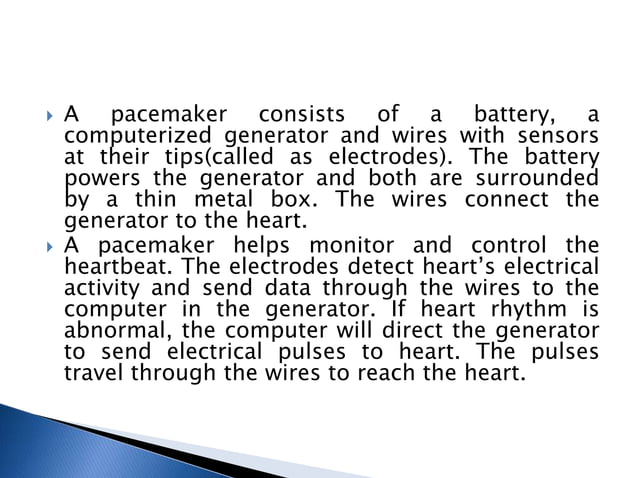 A pacemaker consists of a battery, a
computerized generator and wires with sensors
at their tips(called as electrodes). The battery
powers the generator and both are surrounded
by a thin metal box. The wires connect the
generator to the heart.
A pacemaker helps monitor and control the
heartbeat. The electrodes detect heart’s electrical
activity and send data through the wires to the
computer in the generator. If heart rhythm is
abnormal, the computer will direct the generator
to send electrical pulses to heart. The pulses
travel through the wires to reach the heart.